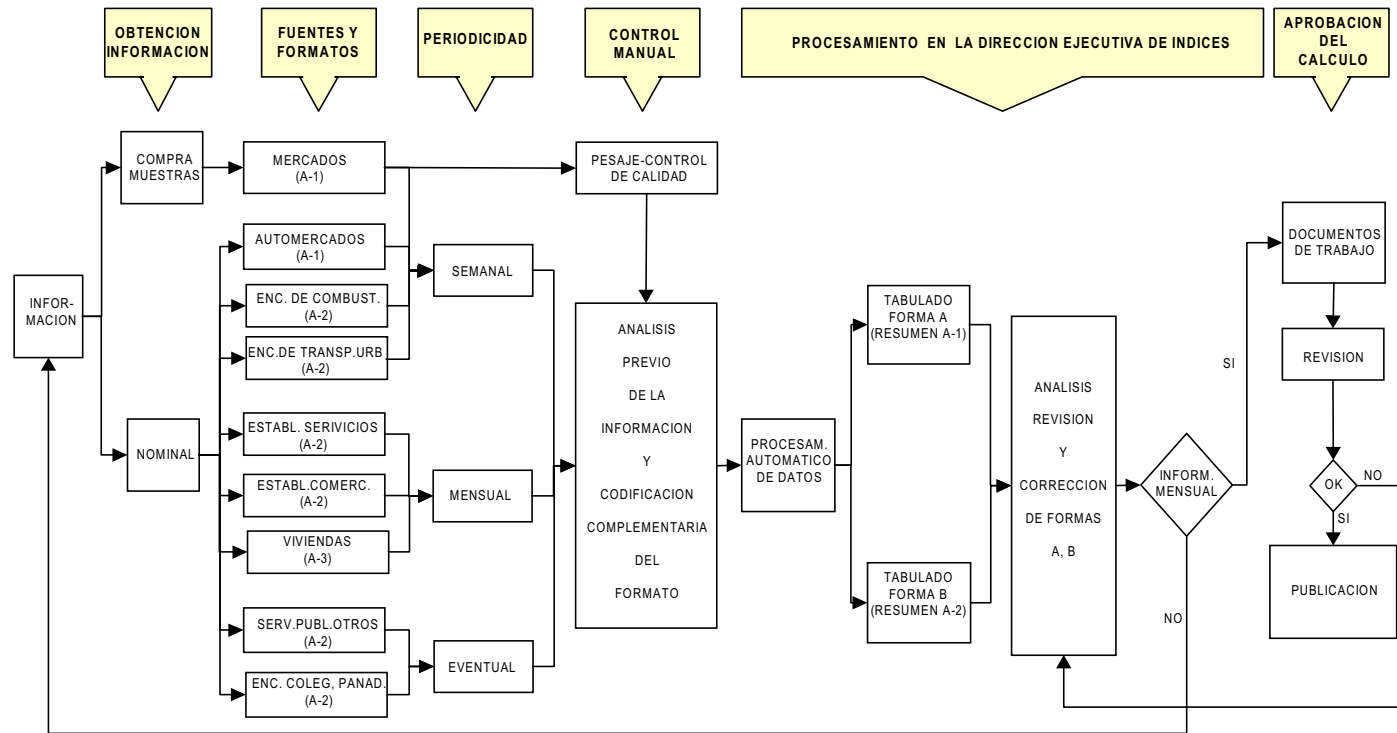 OBTENCION
INFORMACION
FUENTES Y
FORMATOS
PERIODICIDAD
CONTROL
MANUAL
PROCESAMIENTO EN LA DIRECCION EJECUTIVA DE INDICES
APROBACION
DEL
CALCULO
INFOR-
MACION
COMPRA
MUESTRAS
NOMINAL
MERCADOS
(A-1)
AUTOMERCADOS
(A-1)
ENC. DE COMBUST.
(A-2)
ENC.DE TRANSP.URB
(A-2)
ESTABL. SERIVICIOS
(A-2)
ESTABL.COMERC.
(A-2)
VIVIENDAS
(A-3)
SERV.PUBL.OTROS
(A-2)
ENC. COLEG, PANAD.
(A-2)
SEMANAL
MENSUAL
EVENTUAL
PESAJE-CONTROL
DE CALIDAD
ANALISIS
PREVIO
DE LA
INFORMACION
Y
CODIFICACION
COMPLEMENTARIA
DEL
FORMATO
PROCESAM.
AUTOMATICO
DE DATOS
TABULADO
FORMA A
(RESUMEN A-1)
TABULADO
FORMA B
(RESUMEN A-2)
ANALISIS
REVISION
Y
CORRECCION
DE FORMAS
A, B
INFORM.
MENSUAL
SI
NO
DOCUMENTOS
DE TRABAJO
REVISION
OK
NO
SI
PUBLICACION